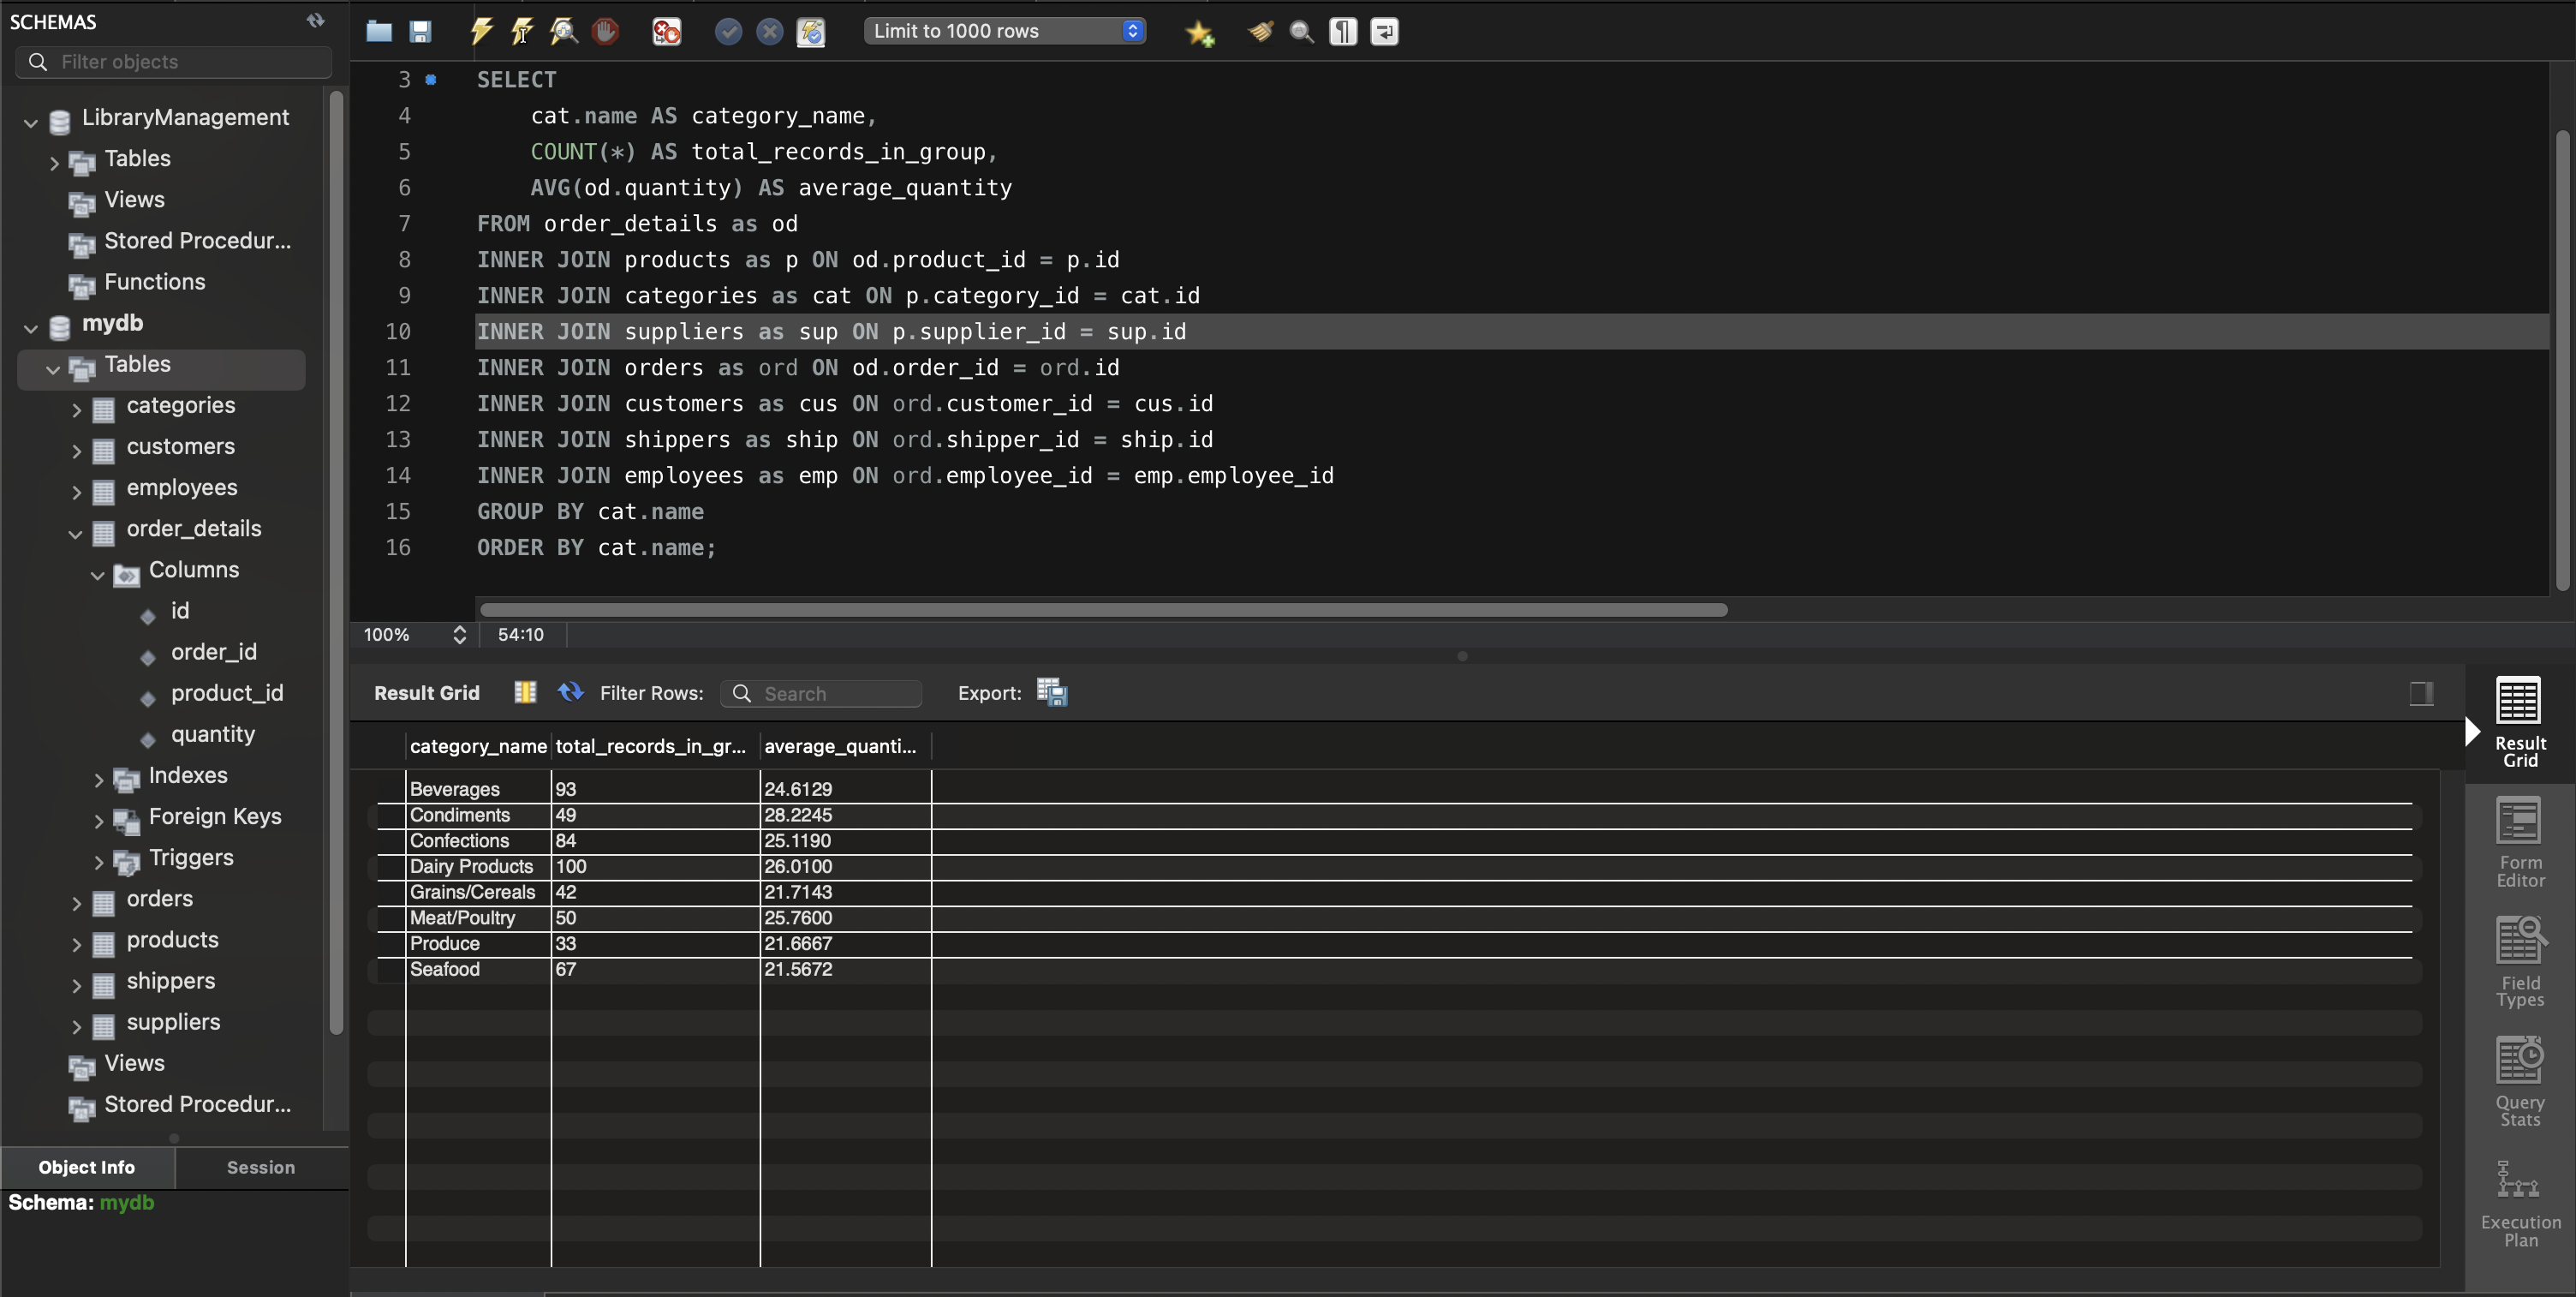 SCHEMAS
Filter objects
LibraryManagement
Tables
Views
Stored Procedur...
Functions
mydb
Tables
categories
customers
employees
order_details
Columns
id
order_id
product_id
quantity
Indexes
Foreign Keys
Triggers
orders
products
shippers
suppliers
Views
Stored Procedur...
Object Info Session
Schema: mydb
Limit to 1000 rows
3 SELECT
4 cat.name AS category_name,
5 COUNT(*) AS total_records_in_group,
6 AVG(od.quantity) AS average_quantity
7 FROM order_details as od
8 INNER JOIN products as p ON od.product_id = p.id
9 INNER JOIN categories as cat ON p.category_id = cat.id
10 INNER JOIN suppliers as sup ON p.supplier_id = sup.id
11 INNER JOIN orders as ord ON od.order_id = ord.id
12 INNER JOIN customers as cus ON ord.customer_id = cus.id
13 INNER JOIN shippers as ship ON ord.shipper_id = ship.id
14 INNER JOIN employees as emp ON ord.employee_id = emp.employee_id
15 GROUP BY cat.name
16 ORDER BY cat.name;
100% 54:10
Result Grid Filter Rows: Search Export:
category_name total_records_in_gr... average_quanti...
Beverages 93 24.6129
Condiments 49 28.2245
Confections 84 25.1190
Dairy Products 100 26.0100
Grains/Cereals 42 21.7143
Meat/Poultry 50 25.7600
Produce 33 21.6667
Seafood 67 21.5672
Result
Grid
Form
Editor
Field
Types
Query
Stats
Execution
Plan